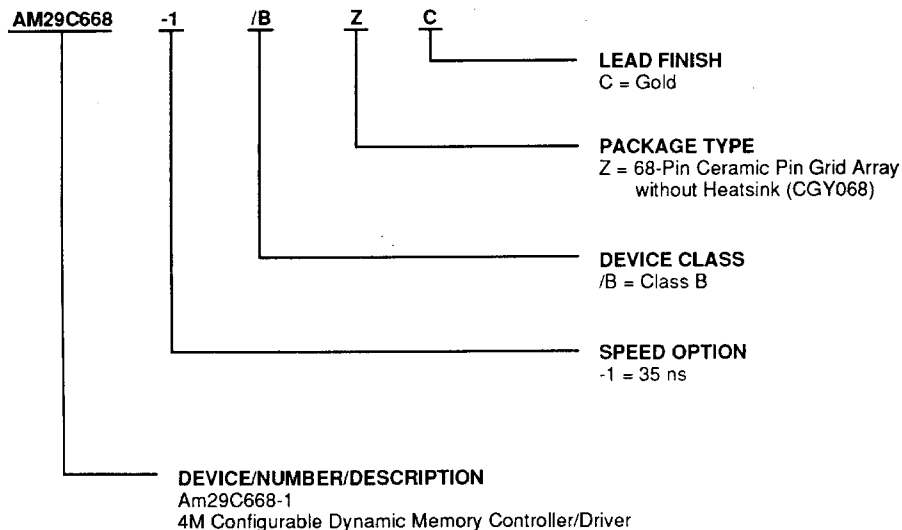 AM29C668 -1 /B Z C
LEAD FINISH
C = Gold
PACKAGE TYPE
Z = 68-Pin Ceramic Pin Grid Array
without Heatsink (CGY068)
DEVICE CLASS
/B = Class B
SPEED OPTION
-1 = 35 ns
DEVICE/NUMBER/DESCRIPTION
Am29C668-1
4M Configurable Dynamic Memory Controller/Driver